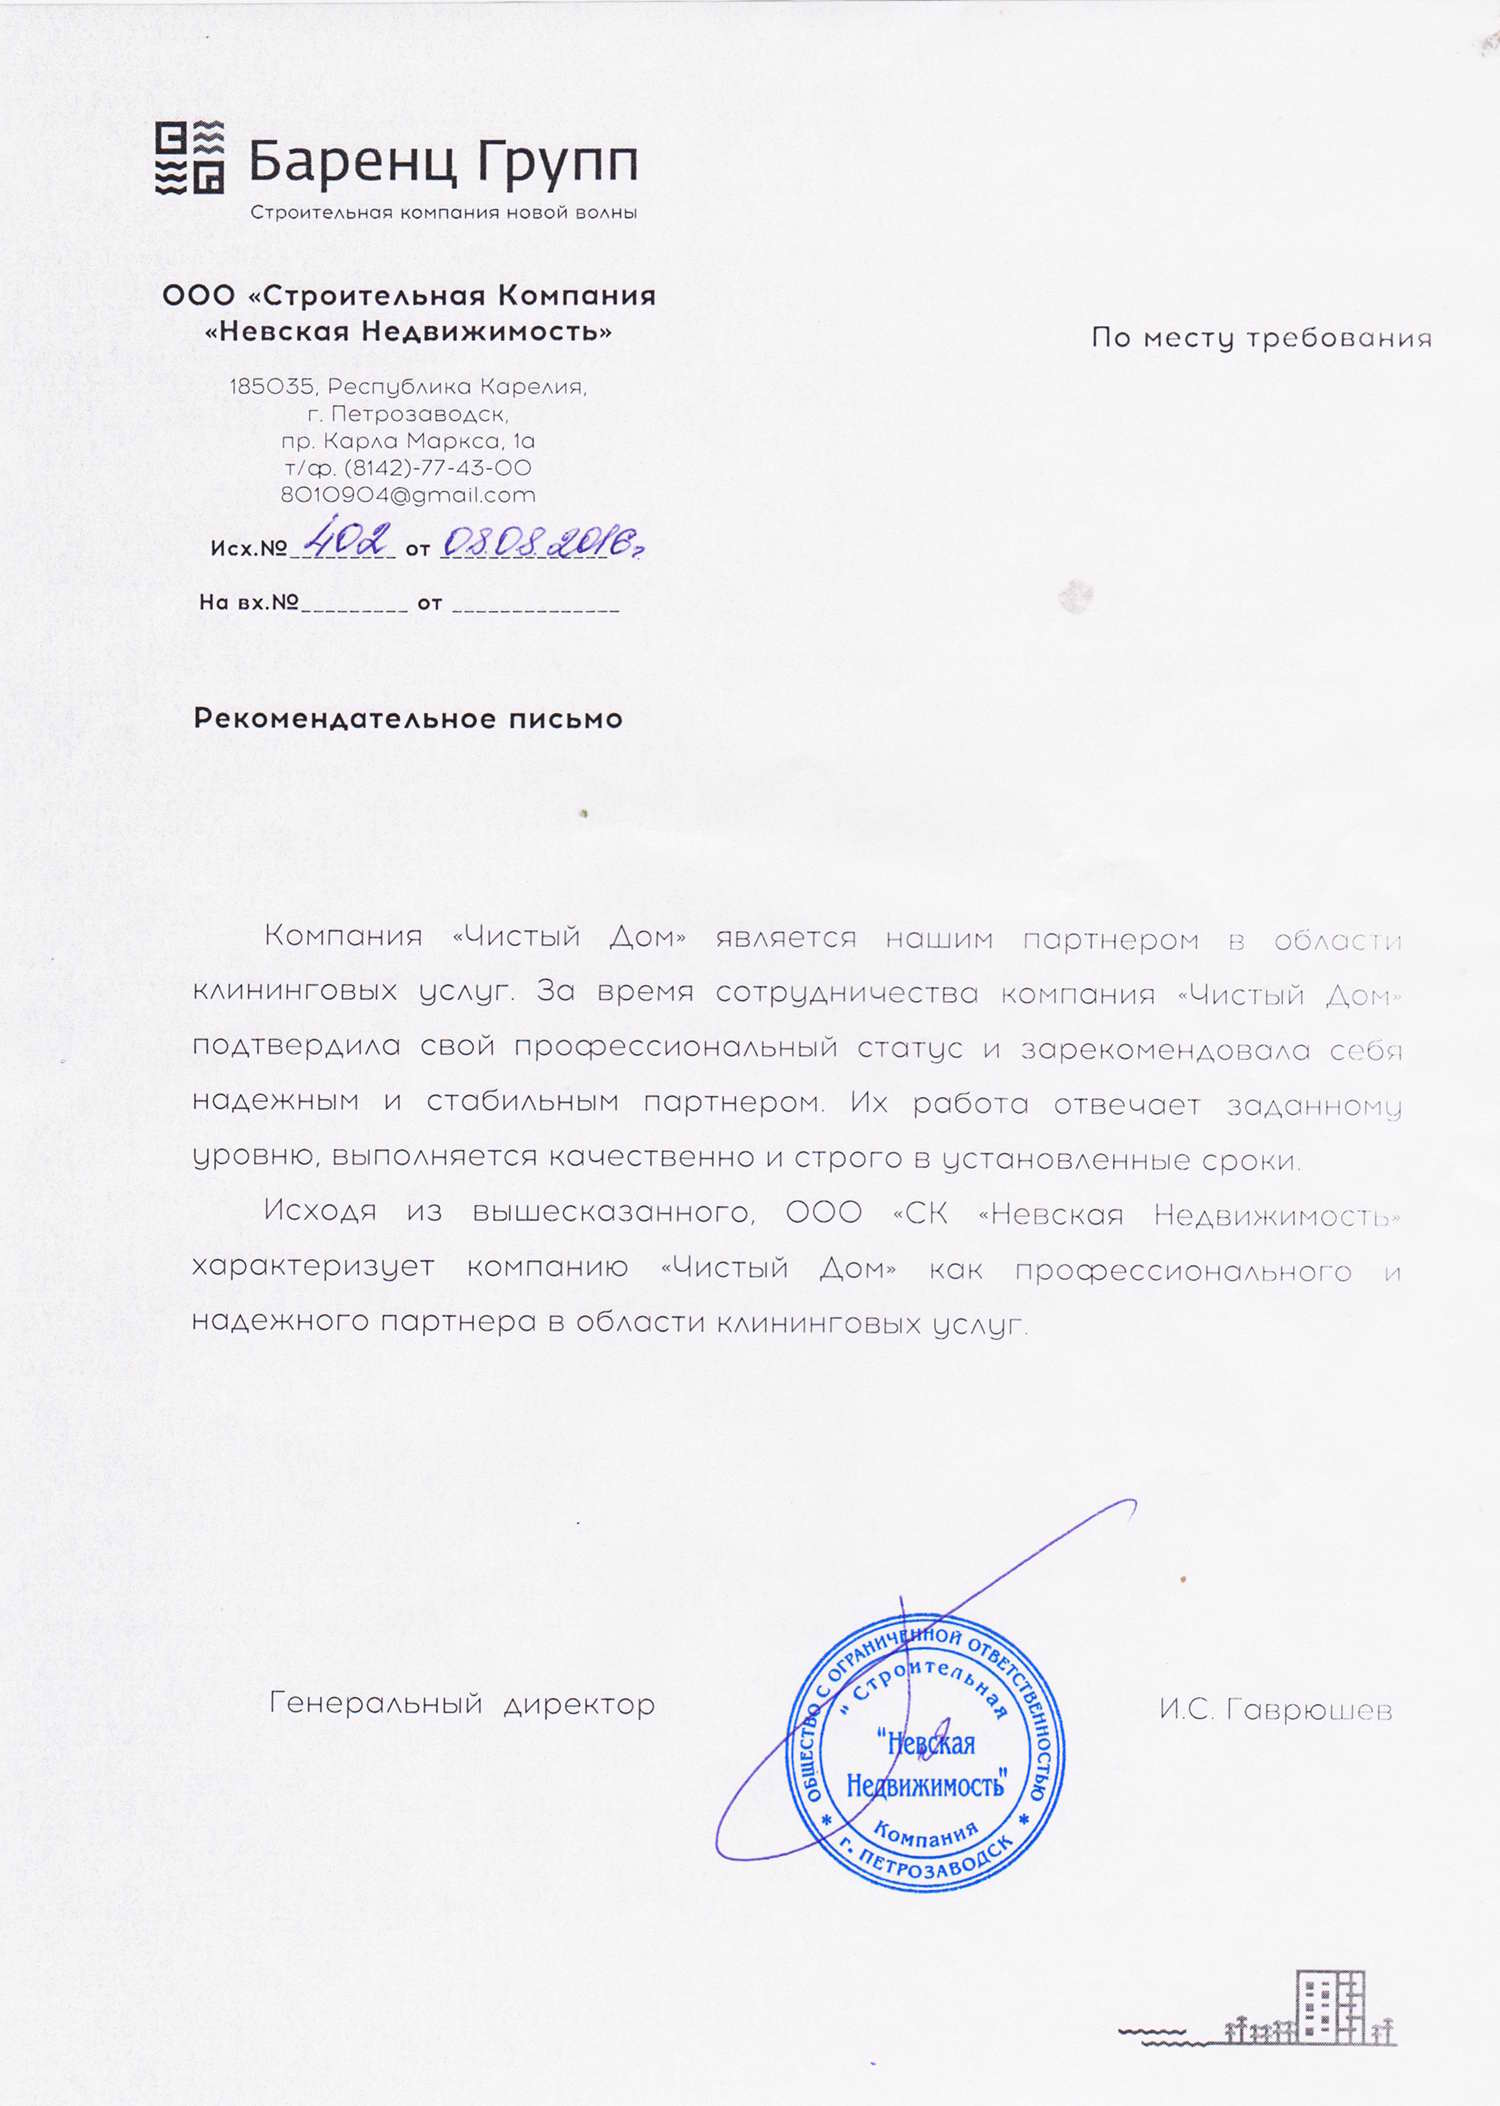 Баренц Групп
Строительная компания новой волны
ООО «Строительная Компания
«Невская Недвижимость»
185035, Республика Карелия,
г. Петрозаводск,
пр. Карла Маркса, 1а
т/ф. (8142)-77-43-00
8010904@gmail.com
Исх.№ 402 от 08.08.2016г
На вх.№_________ от ______________
По месту требования
Рекомендательное письмо
Компания «Чистый Дом» является нашим партнером в области
клининговых услуг. За время сотрудничества компания «Чистый Дом»
подтвердила свой профессиональный статус и зарекомендовала себя
надежным и стабильным партнером. Их работа отвечает заданному
уровню, выполняется качественно и строго в установленные сроки.
Исходя из вышесказанного, ООО «СК «Невская Недвижимость»
характеризует компанию «Чистый Дом» как профессионального и
надежного партнера в области клининговых услуг.
Генеральный директор
И.С. Гаврюшев
ОБЩЕСТВО С ОГРАНИЧЕННОЙ ОТВЕТСТВЕННОСТЬЮ
" Строительная
"Невская
Недвижимость"
Компания
* г. ПЕТРОЗАВОДСК *